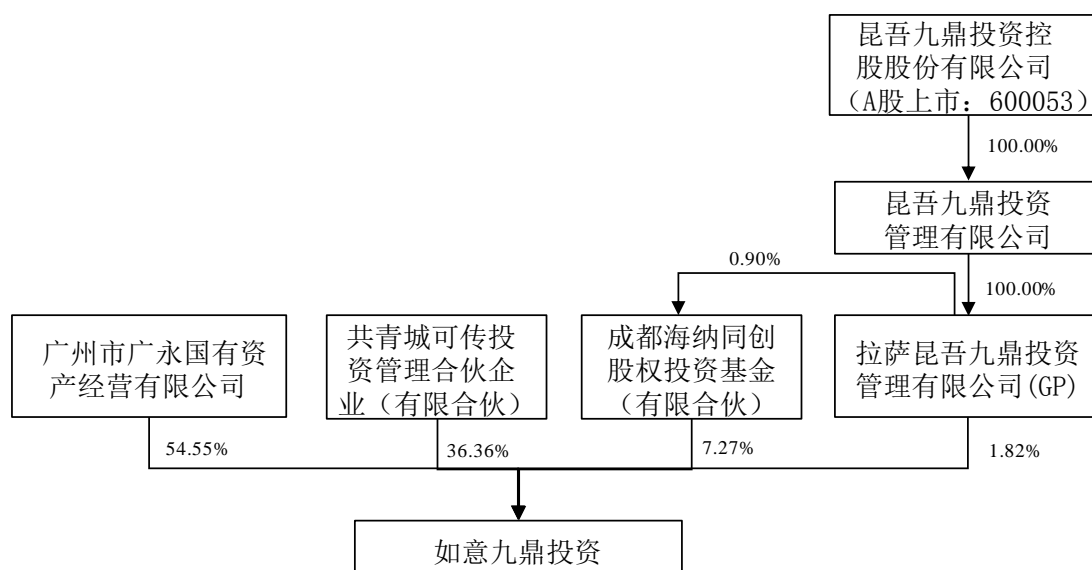 昆吾九鼎投资控
股股份有限公司
（A股上市：600053）
100.00%
昆吾九鼎投资
管理有限公司
0.90%
100.00%
广州市广永国有资
产经营有限公司
共青城可传投
资管理合伙企
业（有限合伙）
成都海纳同创
股权投资基金
（有限合伙）
拉萨昆吾九鼎投资
管理有限公司(GP)
54.55%
36.36%
7.27%
1.82%
如意九鼎投资